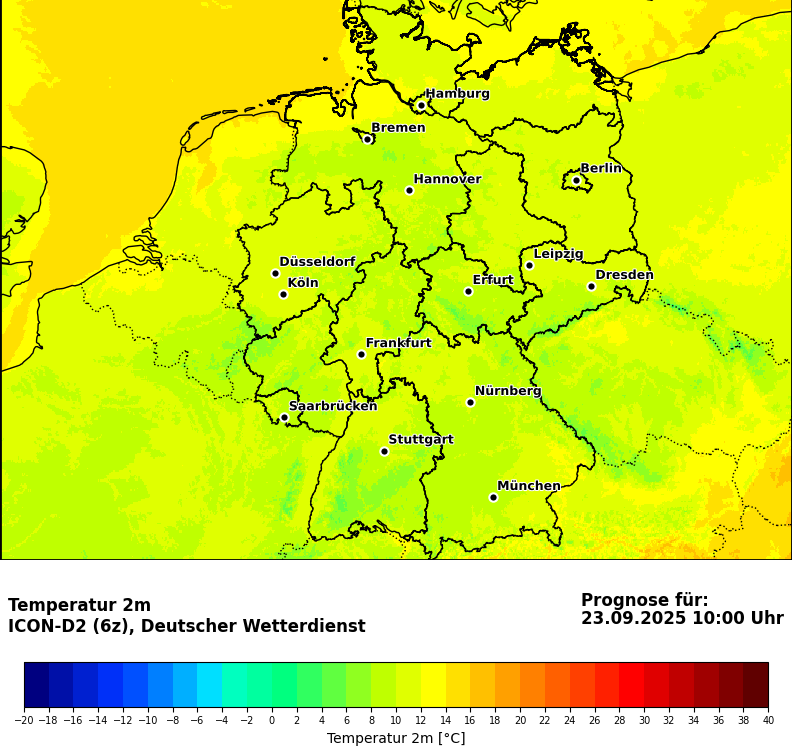 Hamburg
Bremen
Berlin
Hannover
Leipzig
Düsseldorf
Dresden
Köln
Erfurt
Frankfurt
Nürnberg
Saarbrücken
Stuttgart
München
Temperatur 2m
ICON-D2 (6z), Deutscher Wetterdienst
Prognose für:
23.09.2025 10:00 Uhr
−20 −18 −16 −14 −12 −10 −8 −6 −4 −2 0 2 4 6 8 10 12 14 16 18 20 22 24 26 28 30 32 34 36 38 40
Temperatur 2m [°C]